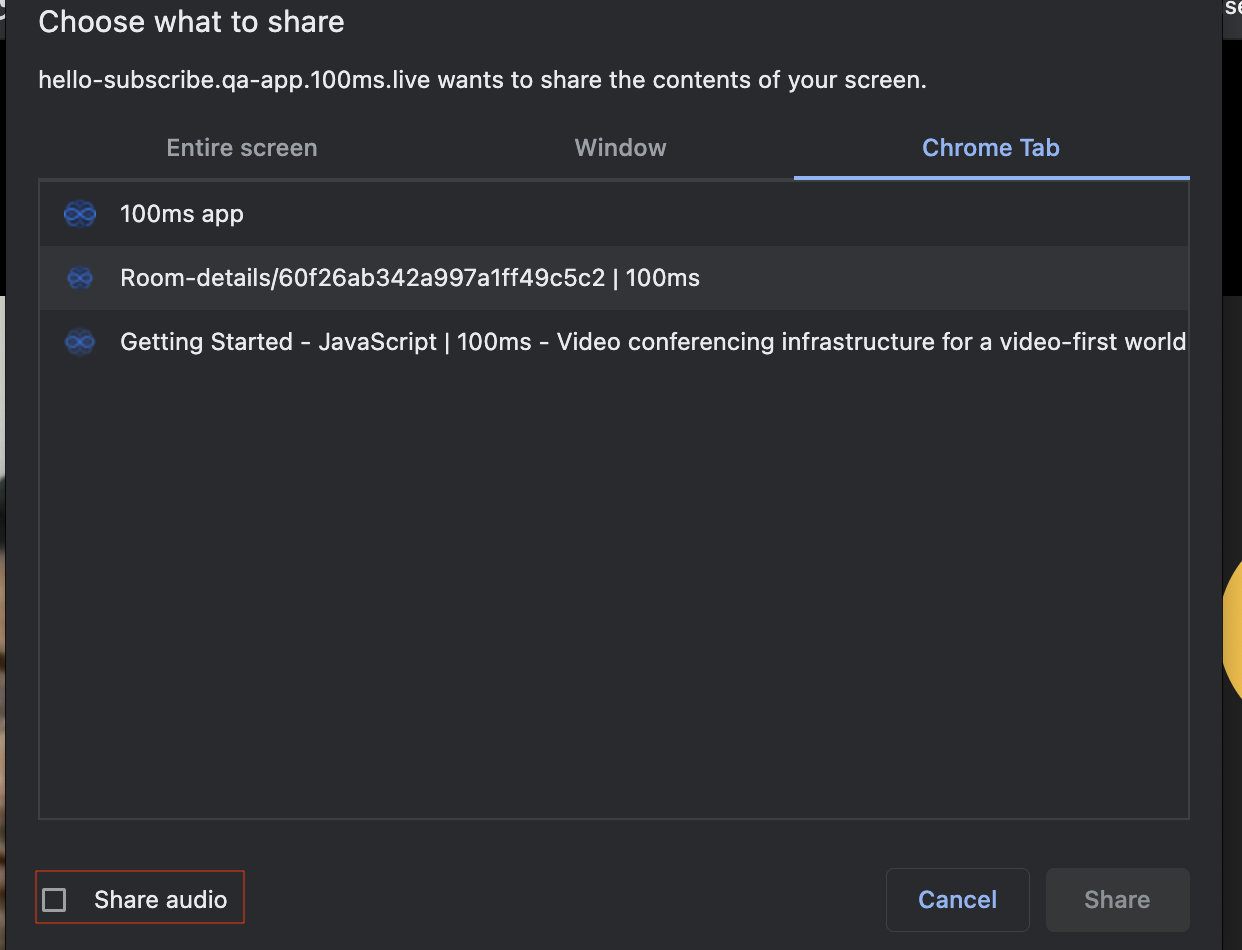 Choose what to share
hello-subscribe.qa-app.100ms.live wants to share the contents of your screen.
Entire screen Window Chrome Tab
100ms app
Room-details/60f26ab342a997a1ff49c5c2 | 100ms
Getting Started - JavaScript | 100ms - Video conferencing infrastructure for a video-first world
Share audio Cancel Share